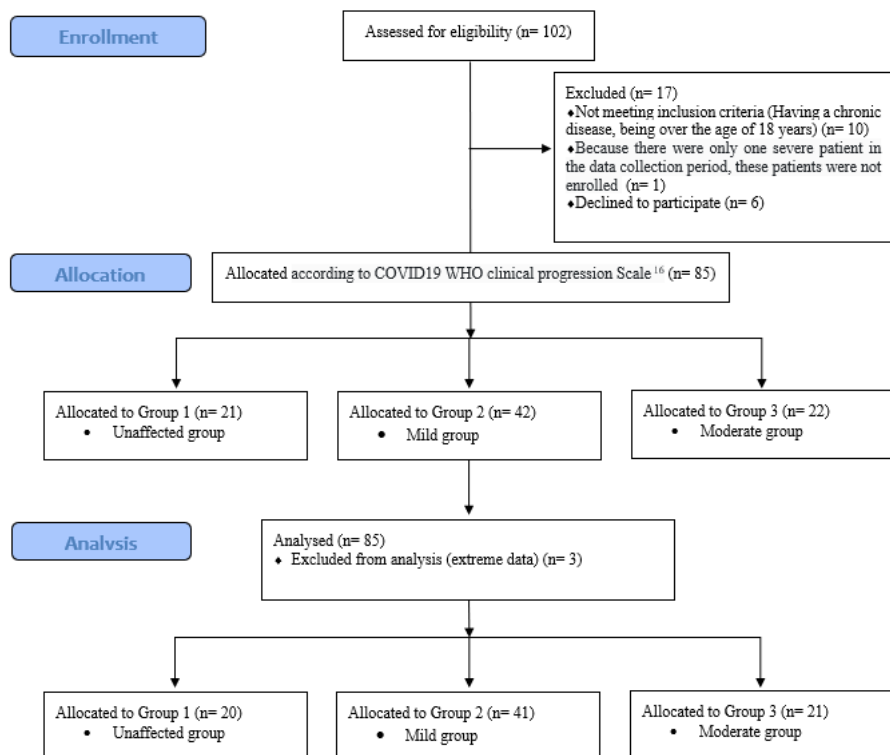 Enrollment
Assessed for eligibility (n= 102)
Excluded (n= 17)
♦Not meeting inclusion criteria (Having a chronic
disease, being over the age of 18 years) (n= 10)
♦Because there were only one severe patient in
the data collection period, these patients were not
enrolled (n= 1)
♦Declined to participate (n= 6)
Allocation
Allocated according to COVID19 WHO clinical progression Scale 16 (n= 85)
Allocated to Group 1 (n= 21)
• Unaffected group
Allocated to Group 2 (n= 42)
• Mild group
Allocated to Group 3 (n= 22)
• Moderate group
Analvsis
Analysed (n= 85)
♦ Excluded from analysis (extreme data) (n= 3)
Allocated to Group 1 (n= 20)
• Unaffected group
Allocated to Group 2 (n= 41)
• Mild group
Allocated to Group 3 (n= 21)
• Moderate group